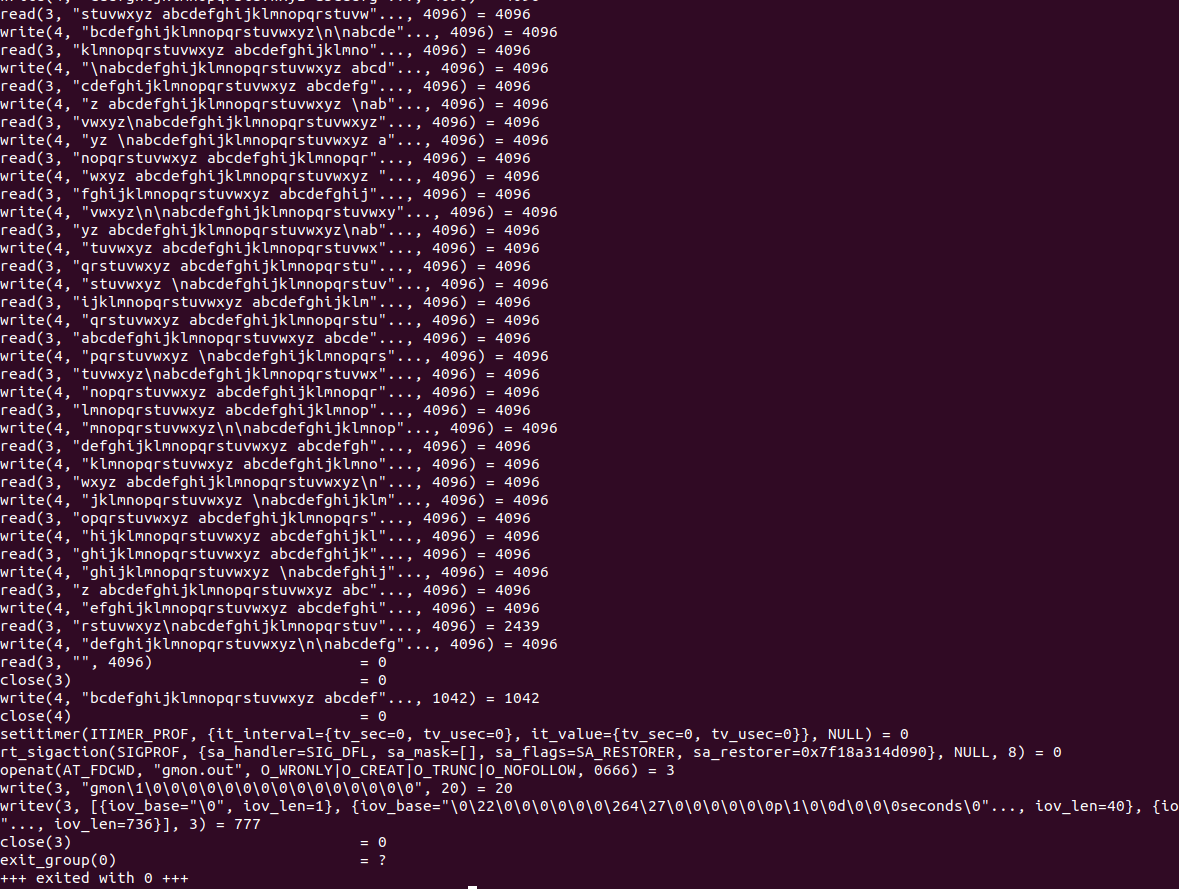 read(3, "stuvwxyz abcdefghijklmnopqrstuvw"..., 4096) = 4096
write(4, "bcdefghijklmnopqrstuvwxyz\n\nabcde"..., 4096) = 4096
read(3, "klmnopqrstuvwxyz abcdefghijklmno"..., 4096) = 4096
write(4, "\nabcdefghijklmnopqrstuvwxyz abcd"..., 4096) = 4096
read(3, "cdefghijklmnopqrstuvwxyz abcdefg"..., 4096) = 4096
write(4, "z abcdefghijklmnopqrstuvwxyz \nab"..., 4096) = 4096
read(3, "vwxyz\nabcdefghijklmnopqrstuvwxyz"..., 4096) = 4096
write(4, "yz \nabcdefghijklmnopqrstuvwxyz a"..., 4096) = 4096
read(3, "nopqrstuvwxyz abcdefghijklmnopqr"..., 4096) = 4096
write(4, "wxyz abcdefghijklmnopqrstuvwxyz "..., 4096) = 4096
read(3, "fghijklmnopqrstuvwxyz abcdefghij"..., 4096) = 4096
write(4, "vwxyz\n\nabcdefghijklmnopqrstuvwxy"..., 4096) = 4096
read(3, "yz abcdefghijklmnopqrstuvwxyz\nab"..., 4096) = 4096
write(4, "tuvwxyz abcdefghijklmnopqrstuvwx"..., 4096) = 4096
read(3, "qrstuvwxyz abcdefghijklmnopqrstu"..., 4096) = 4096
write(4, "stuvwxyz \nabcdefghijklmnopqrstuv"..., 4096) = 4096
read(3, "ijklmnopqrstuvwxyz abcdefghijklm"..., 4096) = 4096
write(4, "qrstuvwxyz abcdefghijklmnopqrstu"..., 4096) = 4096
read(3, "abcdefghijklmnopqrstuvwxyz abcde"..., 4096) = 4096
write(4, "pqrstuvwxyz \nabcdefghijklmnopqrs"..., 4096) = 4096
read(3, "tuvwxyz\nabcdefghijklmnopqrstuvwx"..., 4096) = 4096
write(4, "nopqrstuvwxyz abcdefghijklmnopqr"..., 4096) = 4096
read(3, "lmnopqrstuvwxyz abcdefghijklmnop"..., 4096) = 4096
write(4, "mnopqrstuvwxyz\n\nabcdefghijklmnop"..., 4096) = 4096
read(3, "defghijklmnopqrstuvwxyz abcdefgh"..., 4096) = 4096
write(4, "klmnopqrstuvwxyz abcdefghijklmno"..., 4096) = 4096
read(3, "wxyz abcdefghijklmnopqrstuvwxyz\n"..., 4096) = 4096
write(4, "jklmnopqrstuvwxyz \nabcdefghijklm"..., 4096) = 4096
read(3, "opqrstuvwxyz abcdefghijklmnopqrs"..., 4096) = 4096
write(4, "hijklmnopqrstuvwxyz abcdefghijkl"..., 4096) = 4096
read(3, "ghijklmnopqrstuvwxyz abcdefghijk"..., 4096) = 4096
write(4, "ghijklmnopqrstuvwxyz \nabcdefghij"..., 4096) = 4096
read(3, "z abcdefghijklmnopqrstuvwxyz abc"..., 4096) = 4096
write(4, "efghijklmnopqrstuvwxyz abcdefghi"..., 4096) = 4096
read(3, "rstuvwxyz\nabcdefghijklmnopqrstuv"..., 4096) = 2439
write(4, "defghijklmnopqrstuvwxyz\n\nabcdefg"..., 4096) = 4096
read(3, "", 4096) = 0
close(3) = 0
write(4, "bcdefghijklmnopqrstuvwxyz abcdef"..., 1042) = 1042
close(4) = 0
setitimer(ITIMER_PROF, {it_interval={tv_sec=0, tv_usec=0}, it_value={tv_sec=0, tv_usec=0}}, NULL) = 0
rt_sigaction(SIGPROF, {sa_handler=SIG_DFL, sa_mask=[], sa_flags=SA_RESTORER, sa_restorer=0x7f18a314d090}, NULL, 8) = 0
openat(AT_FDCWD, "gmon.out", O_WRONLY|O_CREAT|O_TRUNC|O_NOFOLLOW, 0666) = 3
write(3, "gmon\1\0\0\0\0\0\0\0\0\0\0\0\0\0\0\0", 20) = 20
writev(3, [{iov_base="\0", iov_len=1}, {iov_base="\0\22\0\0\0\0\0\0\264\27\0\0\0\0\0\0p\1\0\0d\0\0\0seconds\0"..., iov_len=40}, {io
"..., iov_len=736}], 3) = 777
close(3) = 0
exit_group(0) = ?
+++ exited with 0 +++